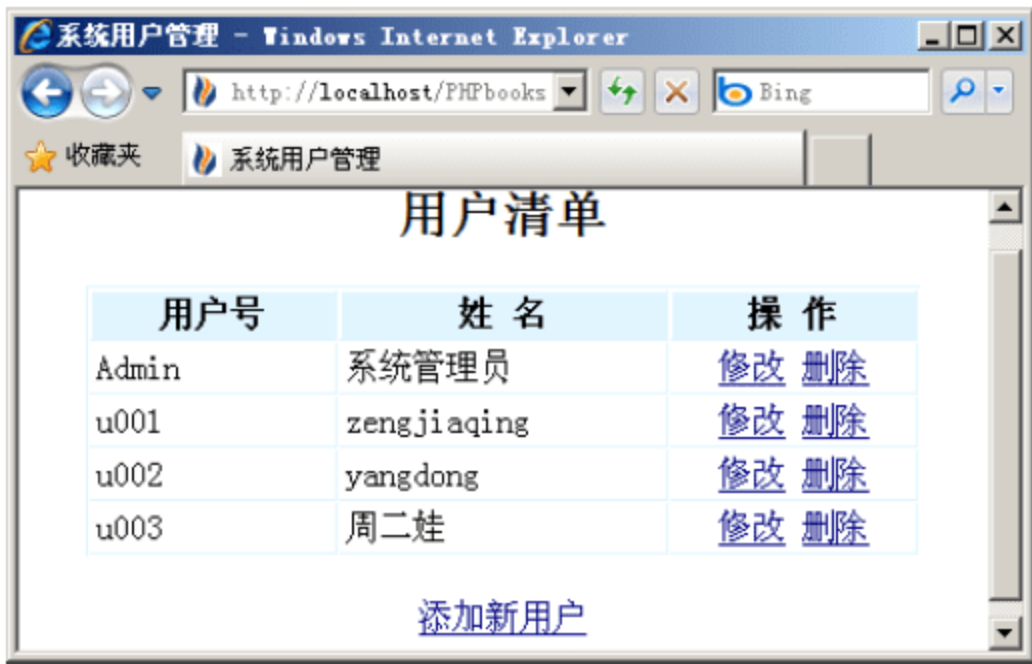 系统用户管理 - Windows Internet Explorer
http://localhost/PHPbooks
Bing
收藏夹
系统用户管理
用户清单
用户号 姓 名 操 作
Admin 系统管理员 修改 删除
u001 zengjiaqing 修改 删除
u002 yangdong 修改 删除
u003 周二娃 修改 删除
添加新用户